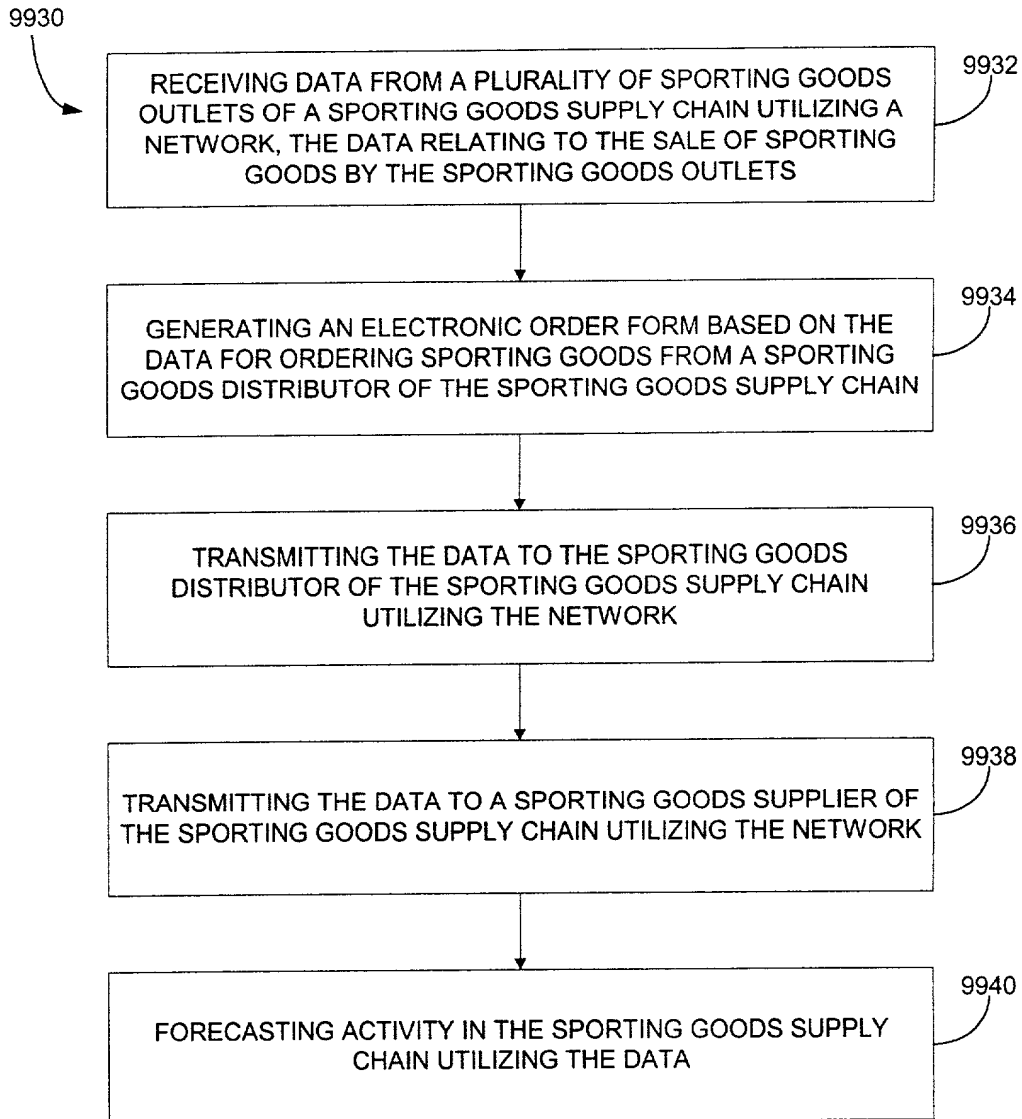 9930
RECEIVING DATA FROM A PLURALITY OF SPORTING GOODS
OUTLETS OF A SPORTING GOODS SUPPLY CHAIN UTILIZING A
NETWORK, THE DATA RELATING TO THE SALE OF SPORTING
GOODS BY THE SPORTING GOODS OUTLETS
9932
GENERATING AN ELECTRONIC ORDER FORM BASED ON THE
DATA FOR ORDERING SPORTING GOODS FROM A SPORTING
GOODS DISTRIBUTOR OF THE SPORTING GOODS SUPPLY CHAIN
9934
TRANSMITTING THE DATA TO THE SPORTING GOODS
DISTRIBUTOR OF THE SPORTING GOODS SUPPLY CHAIN
UTILIZING THE NETWORK
9936
TRANSMITTING THE DATA TO A SPORTING GOODS SUPPLIER OF
THE SPORTING GOODS SUPPLY CHAIN UTILIZING THE NETWORK
9938
FORECASTING ACTIVITY IN THE SPORTING GOODS SUPPLY
CHAIN UTILIZING THE DATA
9940